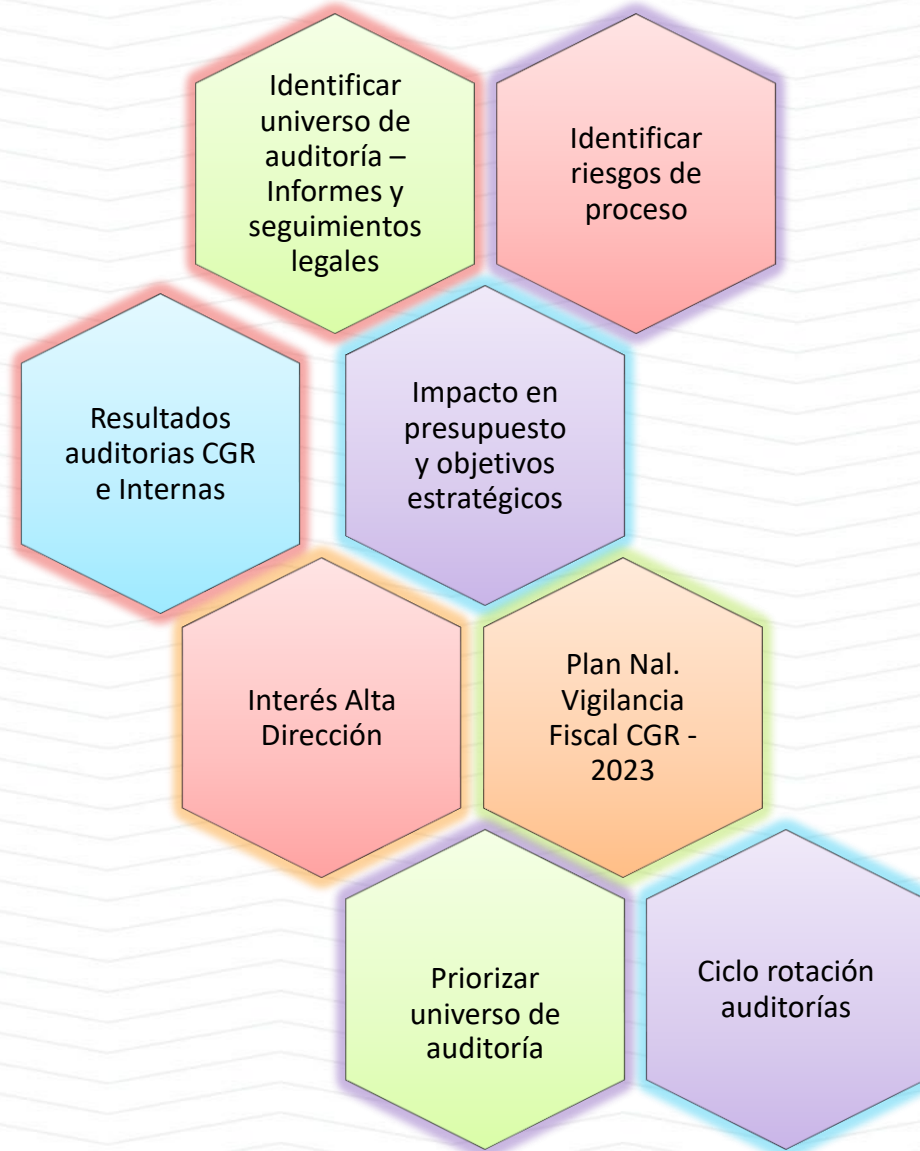 Identificar
universo de
auditoría –
Informes y
seguimientos
legales
Identificar
riesgos de
proceso
Resultados
auditorias CGR
e Internas
Impacto en
presupuesto
y objetivos
estratégicos
Interés Alta
Dirección
Plan Nal.
Vigilancia
Fiscal CGR -
2023
Priorizar
universo de
auditoría
Ciclo rotación
auditorías